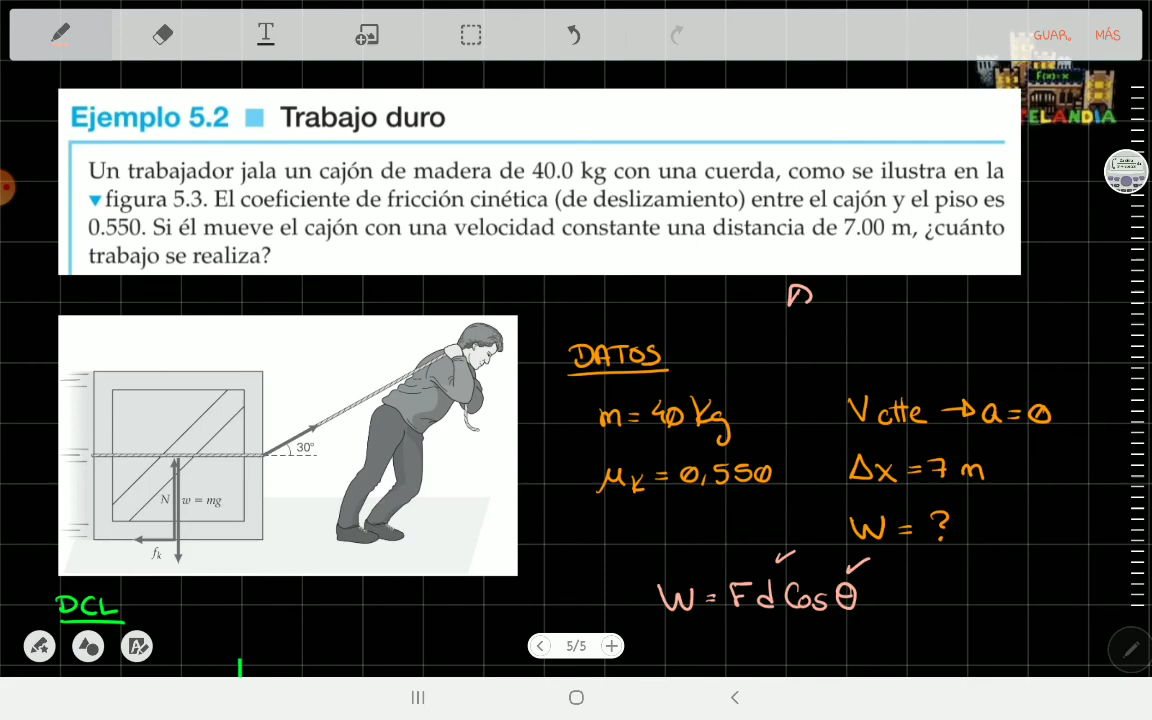 T
GUAR.
MÁS
F(x)=x
ELANDIA
Ejemplo 5.2 Trabajo duro
Un trabajador jala un cajón de madera de 40.0 kg con una cuerda, como se ilustra en la
figura 5.3. El coeficiente de fricción cinética (de deslizamiento) entre el cajón y el piso es
0.550. Si él mueve el cajón con una velocidad constante una distancia de 7.00 m, ¿cuánto
trabajo se realiza?
DATOS
m = 40 Kg
V ctte → a = 0
μK = 0,550
Δx = 7 m
W = ?
W = F d Cos θ
30°
N
w = mg
fk
DCL
5/5